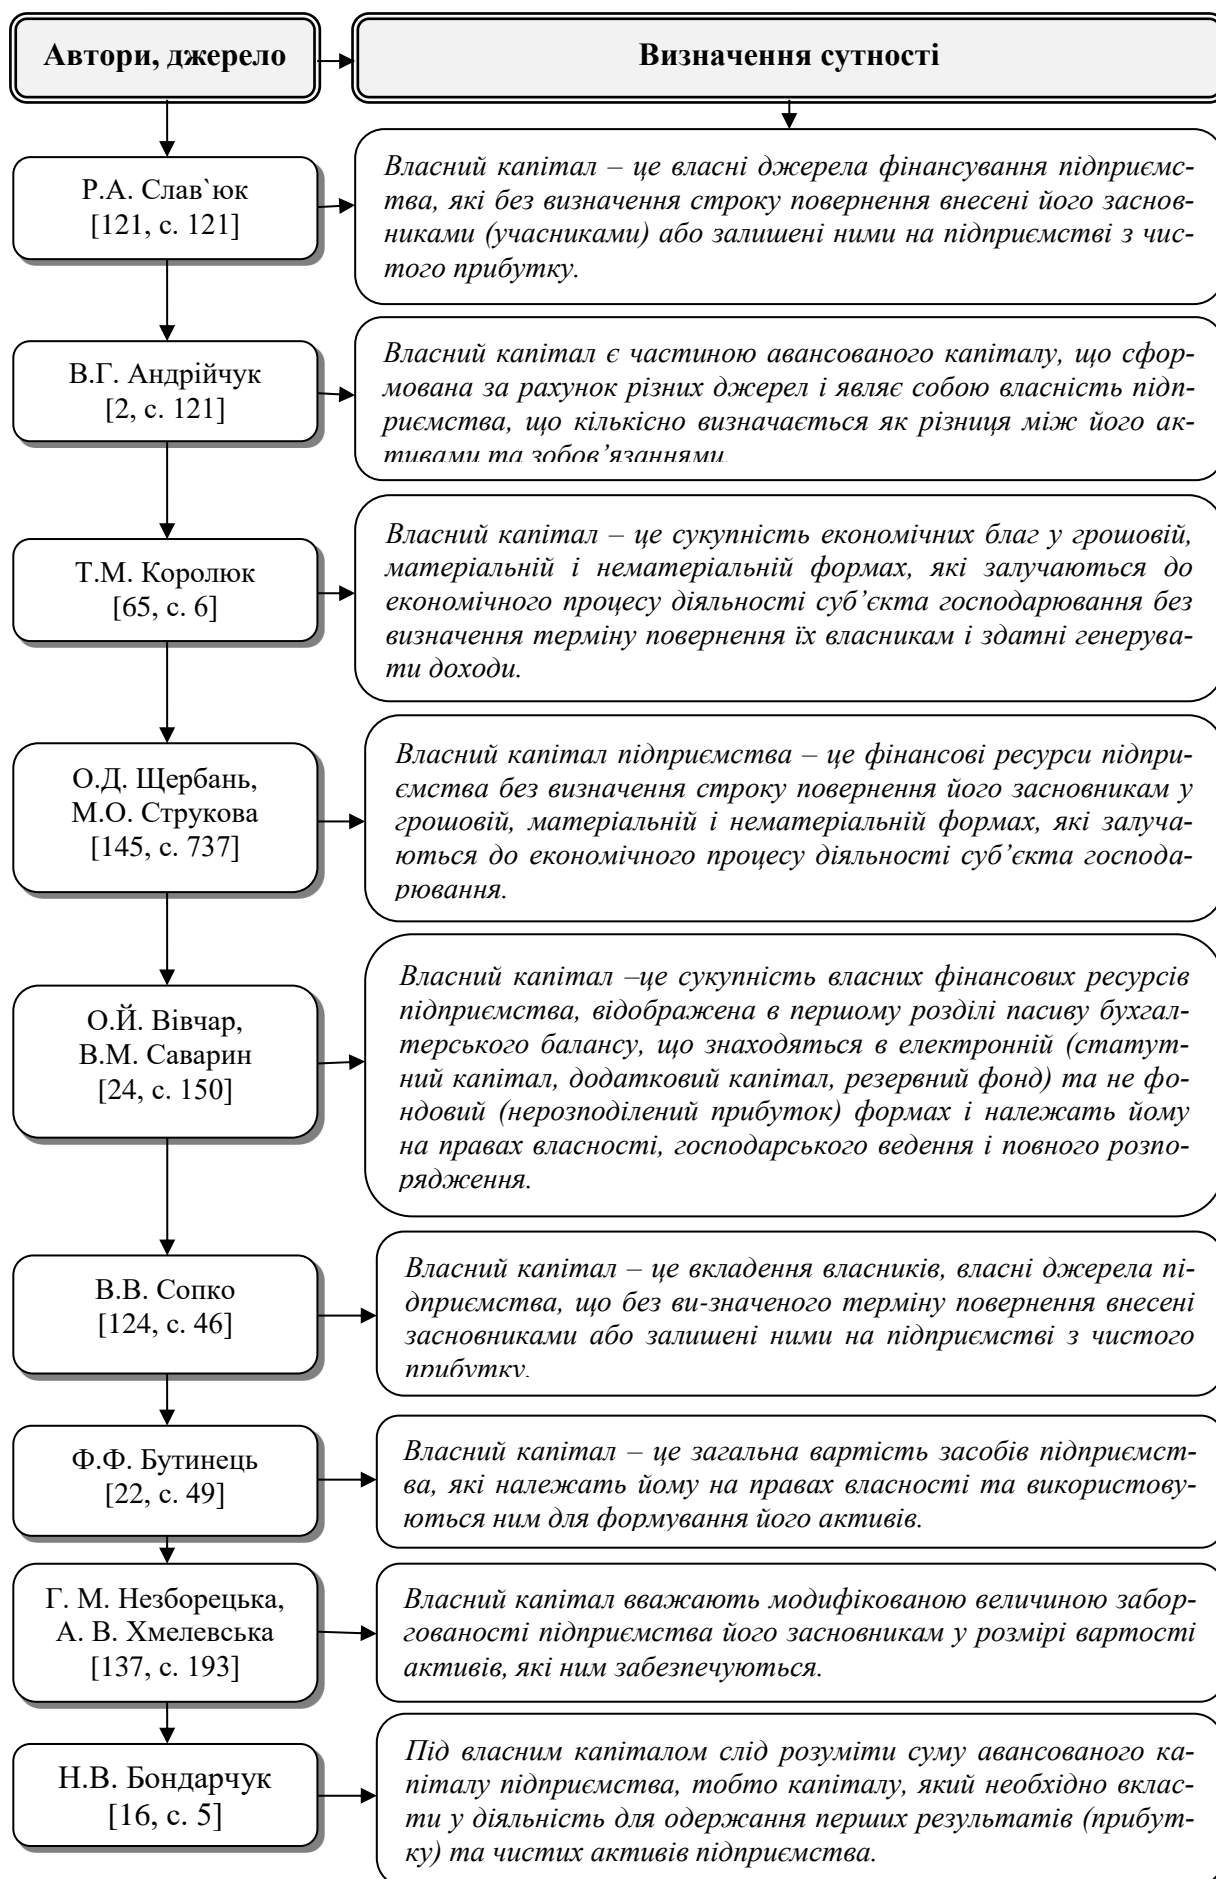 Автори, джерело
Визначення сутності
Р.А. Слав`юк
[121, с. 121]
Власний капітал – це власні джерела фінансування підприємс-
тва, які без визначення строку повернення внесені його заснов-
никами (учасниками) або залишені ними на підприємстві з чис-
того прибутку.
В.Г. Андрійчук
[2, с. 121]
Власний капітал є частиною авансованого капіталу, що сфор-
мована за рахунок різних джерел і являє собою власність підп-
риємства, що кількісно визначається як різниця між його ак-
тивами та зобов’язаннями.
Т.М. Королюк
[65, с. 6]
Власний капітал – це сукупність економічних благ у грошовій,
матеріальній і нематеріальній формах, які залучаються до
економічного процесу діяльності суб’єкта господарювання без
визначення терміну повернення їх власникам і здатні генерува-
ти доходи.
О.Д. Щербань,
М.О. Струкова
[145, с. 737]
Власний капітал підприємства – це фінансові ресурси підпри-
ємства без визначення строку повернення його засновникам у
грошовій, матеріальній і нематеріальній формах, які залуча-
ються до економічного процесу діяльності суб’єкта господа-
рювання.
О.Й. Вівчар,
В.М. Саварин
[24, с. 150]
Власний капітал –це сукупність власних фінансових ресурсів
підприємства, відображена в першому розділі пасиву бухгал-
терського балансу, що знаходяться в електронній (статут-
ний капітал, додатковий капітал, резервний фонд) та не фо-
ндовий (нерозподілений прибуток) формах і належать йому
на правах власності, господарського ведення і повного розпо-
рядження.
В.В. Сопко
[124, с. 46]
Власний капітал – це вкладення власників, власні джерела пі-
дприємства, що без ви-значеного терміну повернення внесені
засновниками або залишені ними на підприємстві з чистого
прибутку.
Ф.Ф. Бутинець
[22, с. 49]
Власний капітал – це загальна вартість засобів підприємст-
ва, які належать йому на правах власності та використову-
ються ним для формування його активів.
Г. М. Незборецька,
А. В. Хмелевська
[137, с. 193]
Власний капітал вважають модифікованою величиною забор-
гованості підприємства його засновникам у розмірі вартості
активів, які ним забезпечуються.
Н.В. Бондарчук
[16, с. 5]
Під власним капіталом слід розуміти суму авансованого ка-
піталу підприємства, тобто капіталу, який необхідно вклас-
ти у діяльність для одержання перших результатів (прибут-
ку) та чистих активів підприємства.